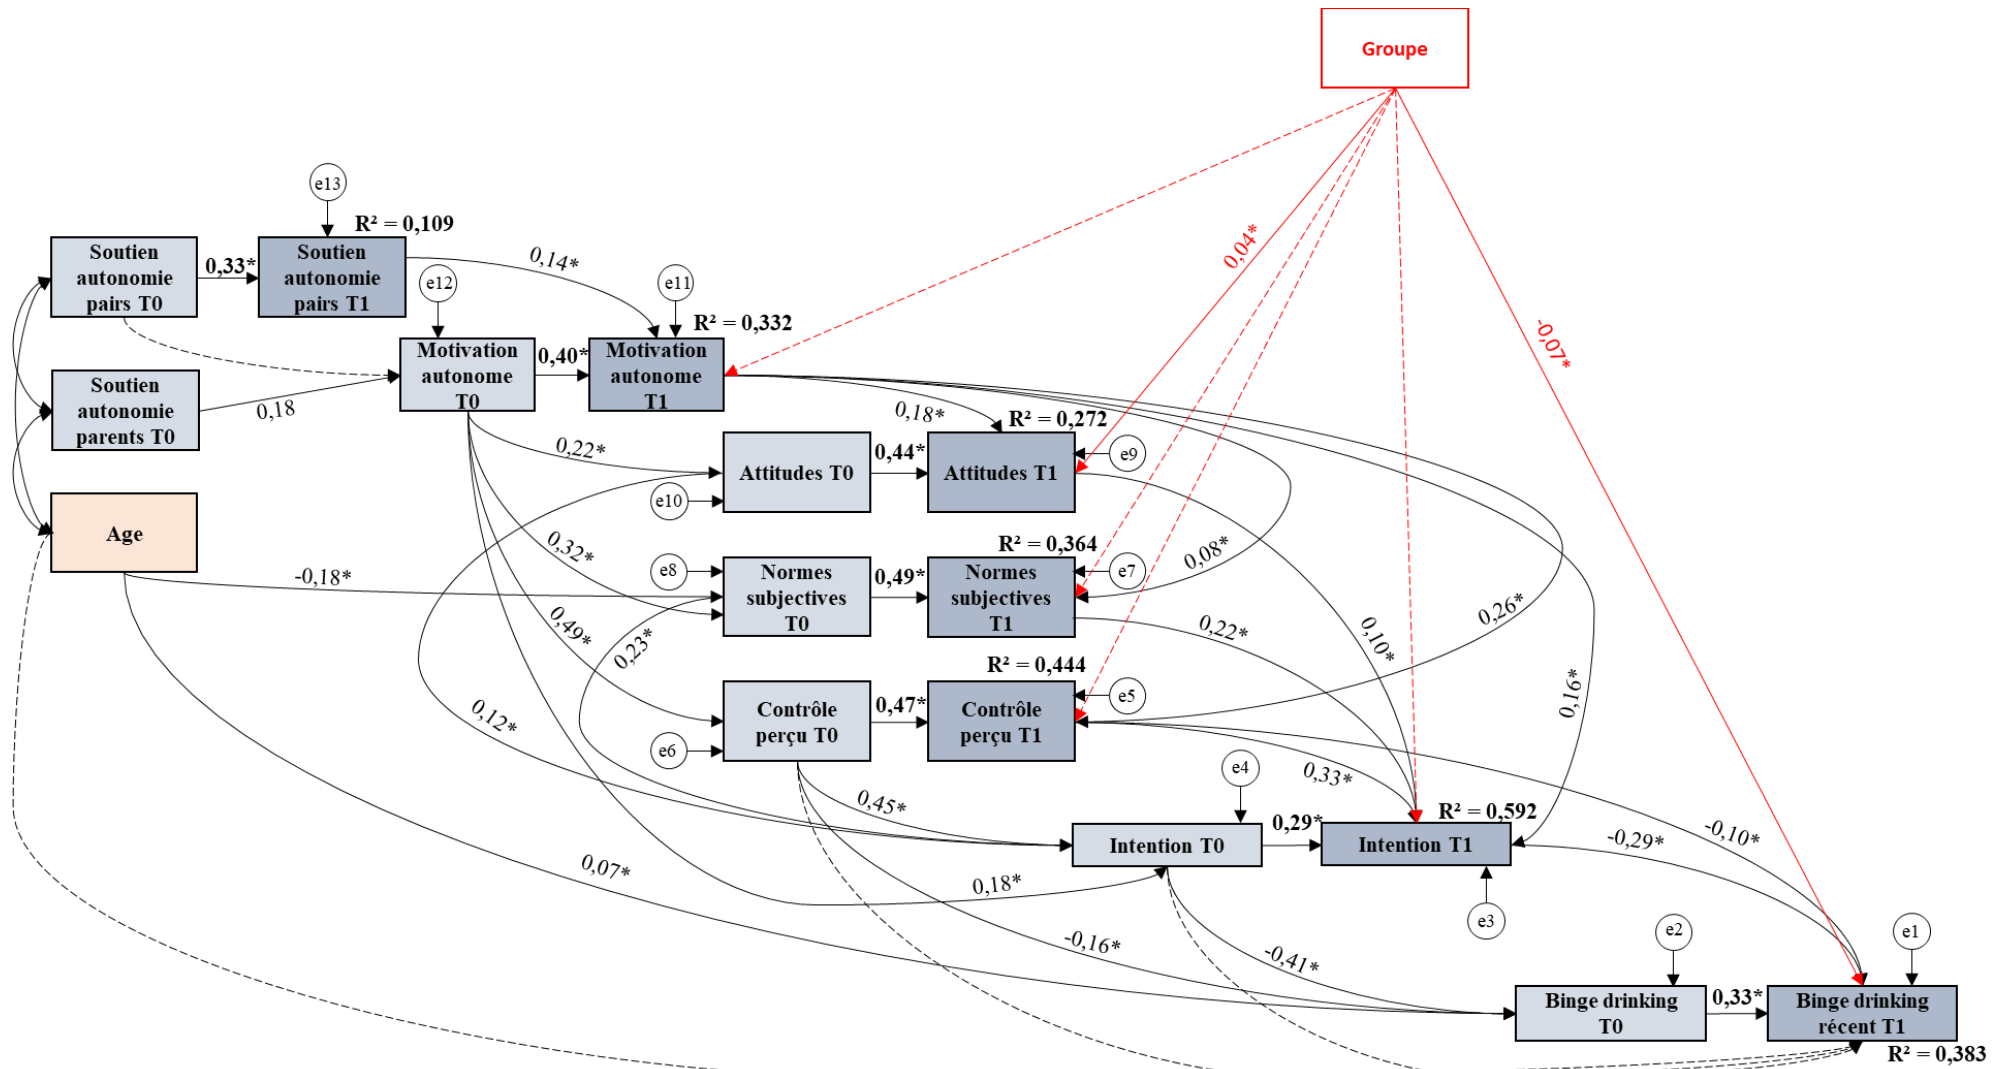 Groupe
e13
R² = 0,109
Soutien
autonomie
pairs T0
0,33*
Soutien
autonomie
pairs T1
0,14*
0,04*
e12
e11
R² = 0,332
-0,07*
Motivation
autonome
T0
0,40*
Motivation
autonome
T1
Soutien
autonomie
parents T0
0,18
0,18*
R² = 0,272
0,22*
Attitudes T0
0,44*
Attitudes T1
e9
e10
Age
0,32*
R² = 0,364
0,08*
-0,18*
e8
Normes
subjectives
T0
0,49*
Normes
subjectives
T1
e7
0,49*
0,23*
0,22*
0,10*
0,26*
R² = 0,444
0,16*
Contrôle
perçu T0
0,47*
Contrôle
perçu T1
e5
0,12*
e6
e4
0,33*
0,45*
R² = 0,592
Intention T0
0,29*
Intention T1
-0,29*
-0,10*
0,07*
0,18*
e3
-0,16*
-0,41*
e2
e1
Binge drinking
T0
0,33*
Binge drinking
récent T1
R² = 0,383